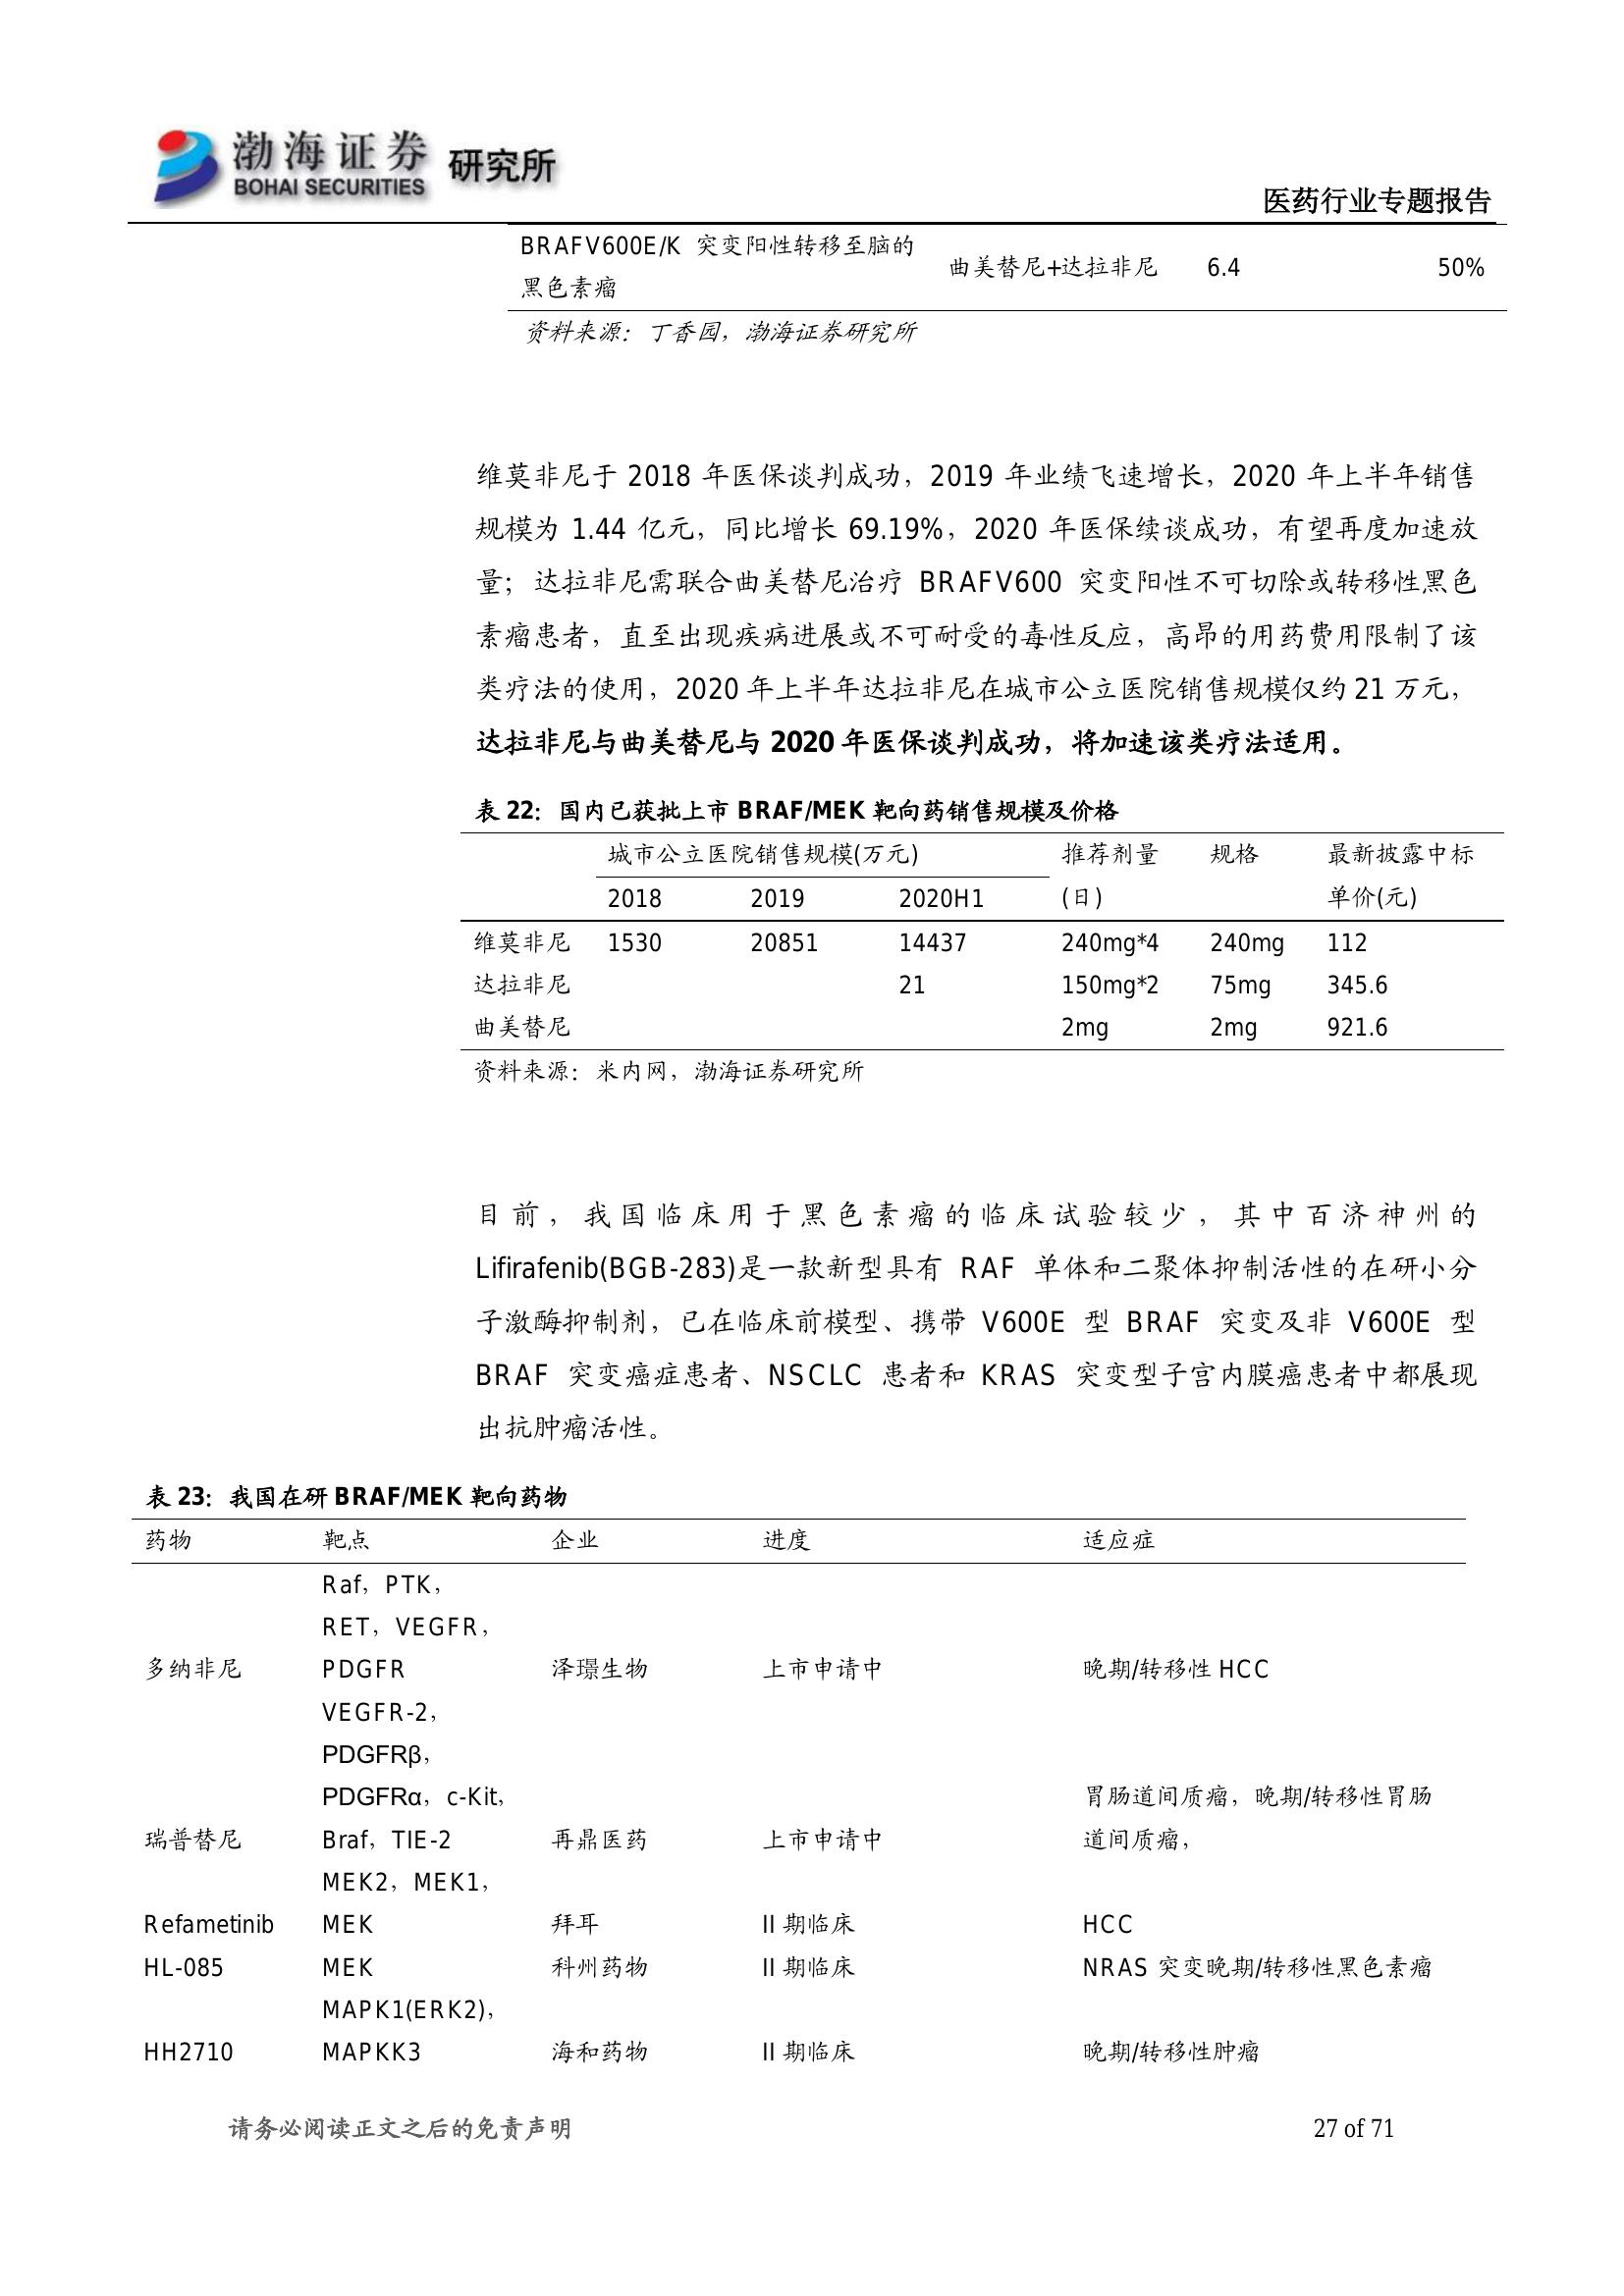 渤海证券 研究所
BOHAI SECURITIES
医药行业专题报告
BRAFV600E/K 突变阳性转移至脑的
黑色素瘤 曲美替尼+达拉非尼 6.4 50%
资料来源：丁香园，渤海证券研究所
维莫非尼于 2018 年医保谈判成功，2019 年业绩飞速增长，2020 年上半年销售
规模为 1.44 亿元，同比增长 69.19%，2020 年医保续谈成功，有望再度加速放
量；达拉非尼需联合曲美替尼治疗 BRAFV600 突变阳性不可切除或转移性黑色
素瘤患者，直至出现疾病进展或不可耐受的毒性反应，高昂的用药费用限制了该
类疗法的使用，2020 年上半年达拉非尼在城市公立医院销售规模仅约 21 万元，
达拉非尼与曲美替尼与 2020 年医保谈判成功，将加速该类疗法适用。
表 22：国内已获批上市 BRAF/MEK 靶向药销售规模及价格
城市公立医院销售规模(万元) 推荐剂量 规格 最新披露中标
2018 2019 2020H1 (日) 单价(元)
维莫非尼 1530 20851 14437 240mg*4 240mg 112
达拉非尼 21 150mg*2 75mg 345.6
曲美替尼 2mg 2mg 921.6
资料来源：米内网，渤海证券研究所
目前，我国临床用于黑色素瘤的临床试验较少，其中百济神州的
Lifirafenib(BGB-283)是一款新型具有 RAF 单体和二聚体抑制活性的在研小分
子激酶抑制剂，已在临床前模型、携带 V600E 型 BRAF 突变及非 V600E 型
BRAF 突变癌症患者、NSCLC 患者和 KRAS 突变型子宫内膜癌患者中都展现
出抗肿瘤活性。
表 23：我国在研 BRAF/MEK 靶向药物
药物 靶点 企业 进度 适应症
Raf，PTK，
RET，VEGFR，
多纳非尼 PDGFR 泽璟生物 上市申请中 晚期/转移性 HCC
VEGFR-2，
PDGFRβ，
PDGFRα，c-Kit， 胃肠道间质瘤，晚期/转移性胃肠
瑞普替尼 Braf，TIE-2 再鼎医药 上市申请中 道间质瘤，
MEK2，MEK1，
Refametinib MEK 拜耳 II 期临床 HCC
HL-085 MEK 科州药物 II 期临床 NRAS 突变晚期/转移性黑色素瘤
MAPK1(ERK2)，
HH2710 MAPKK3 海和药物 II 期临床 晚期/转移性肿瘤
请务必阅读正文之后的免责声明 27 of 71